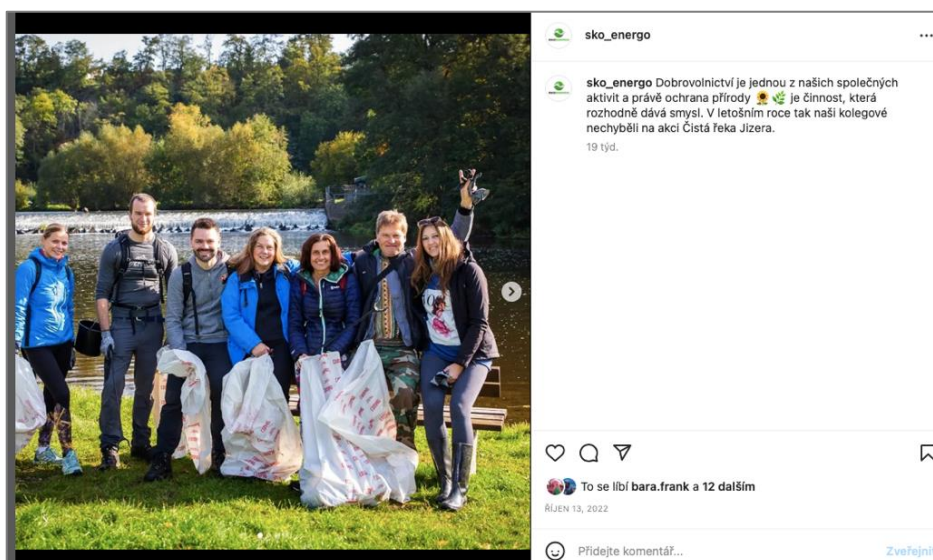 sko_energo
sko_energo Dobrovolnictví je jednou z našich společných
aktivit a právě ochrana přírody 🌻🌿 je činnost, která
rozhodně dává smysl. V letošním roce tak naši kolegové
nechyběli na akci Čistá řeka Jizera.
19 týd.
To se líbí bara.frank a 12 dalším
ŘÍJEN 13, 2022
Přidejte komentář...